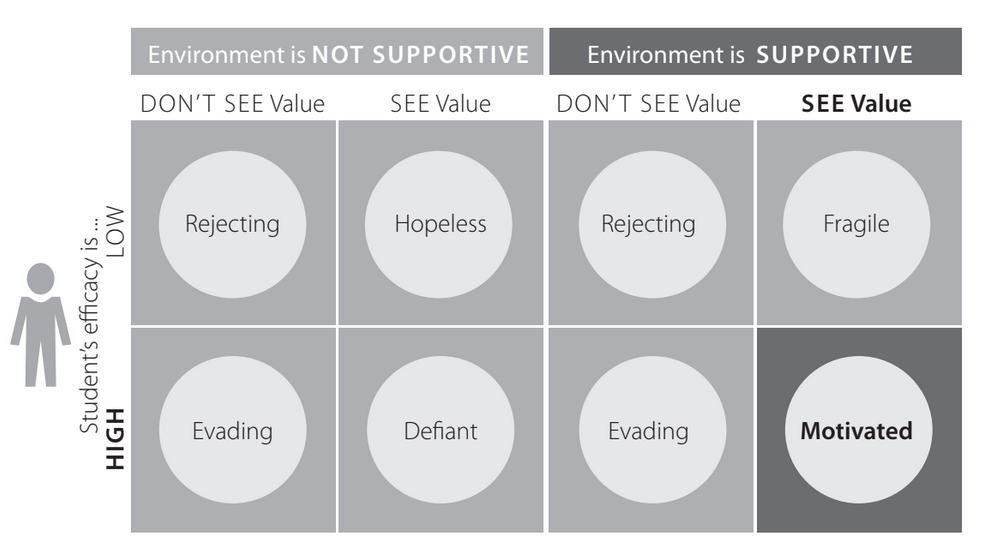 Environment is NOT SUPPORTIVE
Environment is SUPPORTIVE
DON'T SEE Value
SEE Value
DON'T SEE Value
SEE Value
Student's efficacy is ...
LOW
Rejecting
Hopeless
Rejecting
Fragile
HIGH
Evading
Defiant
Evading
Motivated